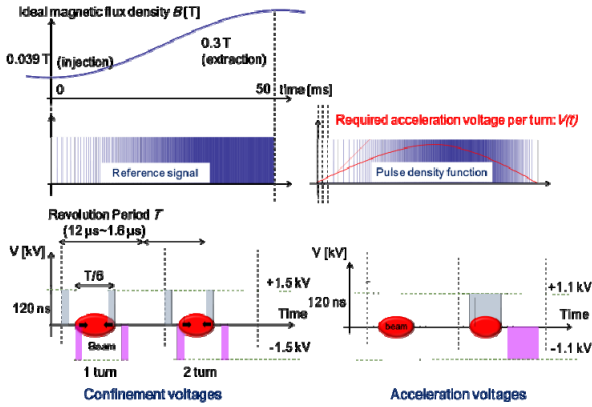 Ideal magnetic flux density B [T]
0.039 T
(injection)
0.3 T
(extraction)
0
50
time [ms]
Required acceleration voltage per turn: V(t)
Reference signal
Pulse density function
Revolution Period T
(12 μs~1.6 μs)
V [kV]
T/6
+1.5 kV
120 ns
Time
Beam
-1.5 kV
1 turn
2 turn
Confinement voltages
V [kV]
+1.1 kV
120 ns
Time
beam
-1.1 kV
Acceleration voltages